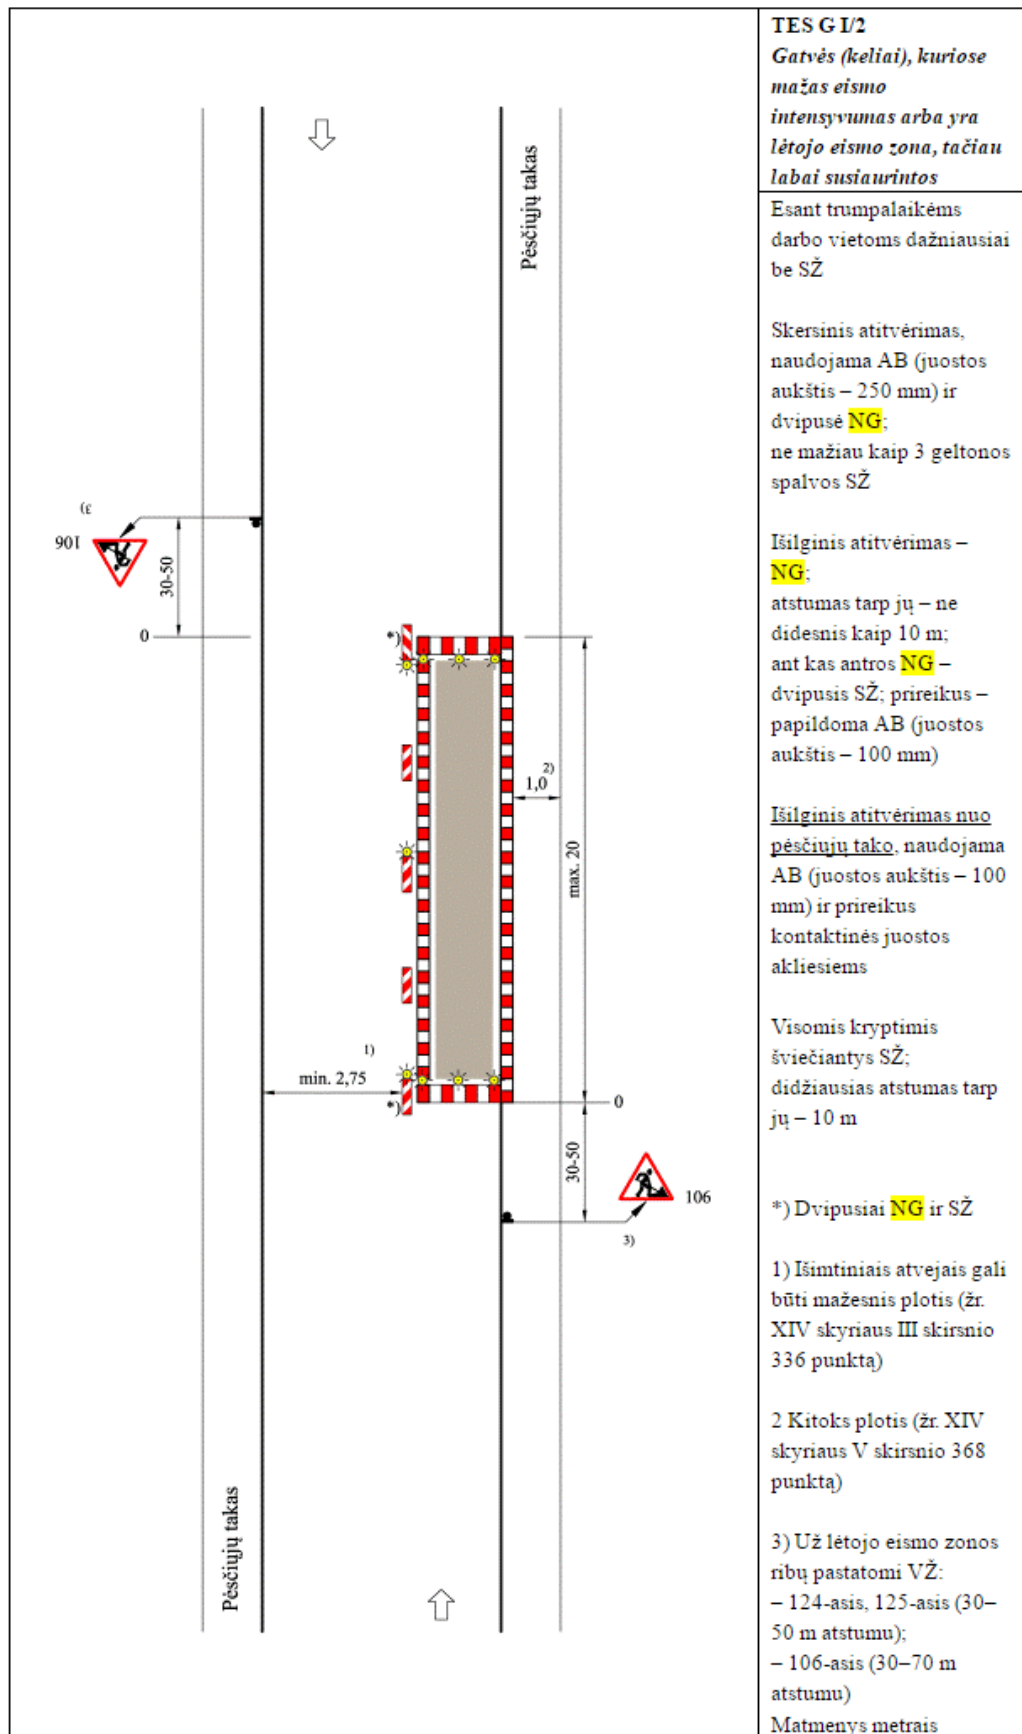 TES G I/2
Gatvės (keliai), kuriose
mažas eismo
intensyvumas arba yra
lėtojo eismo zona, tačiau
labai susiaurintos
Esant trumpalaikėms
darbo vietoms dažniausiai
be SŽ
Skersinis atitvėrimas,
naudojama AB (juostos
aukštis – 250 mm) ir
dvipusė NG;
ne mažiau kaip 3 geltonos
spalvos SŽ
Išilginis atitvėrimas –
NG;
atstumas tarp jų – ne
didesnis kaip 10 m;
ant kas antros NG –
dvipusis SŽ; prireikus –
papildoma AB (juostos
aukštis – 100 mm)
Išilginis atitvėrimas nuo
pėsčiųjų tako, naudojama
AB (juostos aukštis – 100
mm) ir prireikus
kontaktinės juostos
akliesiems
Visomis kryptimis
šviečiantys SŽ;
didžiausias atstumas tarp
jų – 10 m
*) Dvipusiai NG ir SŽ
1) Išimtiniais atvejais gali
būti mažesnis plotis (žr.
XIV skyriaus III skirsnio
336 punktą)
2 Kitoks plotis (žr. XIV
skyriaus V skirsnio 368
punktą)
3) Už lėtojo eismo zonos
ribų pastatomi VŽ:
– 124-asis, 125-asis (30–
50 m atstumu);
– 106-asis (30–70 m
atstumu)
Matmenys metrais
Pėsčiųjų takas
3)
106
30-50
0
*)
1,0 2)
max. 20
1)
min. 2,75
*)
0
30-50
106
3)
Pėsčiųjų takas